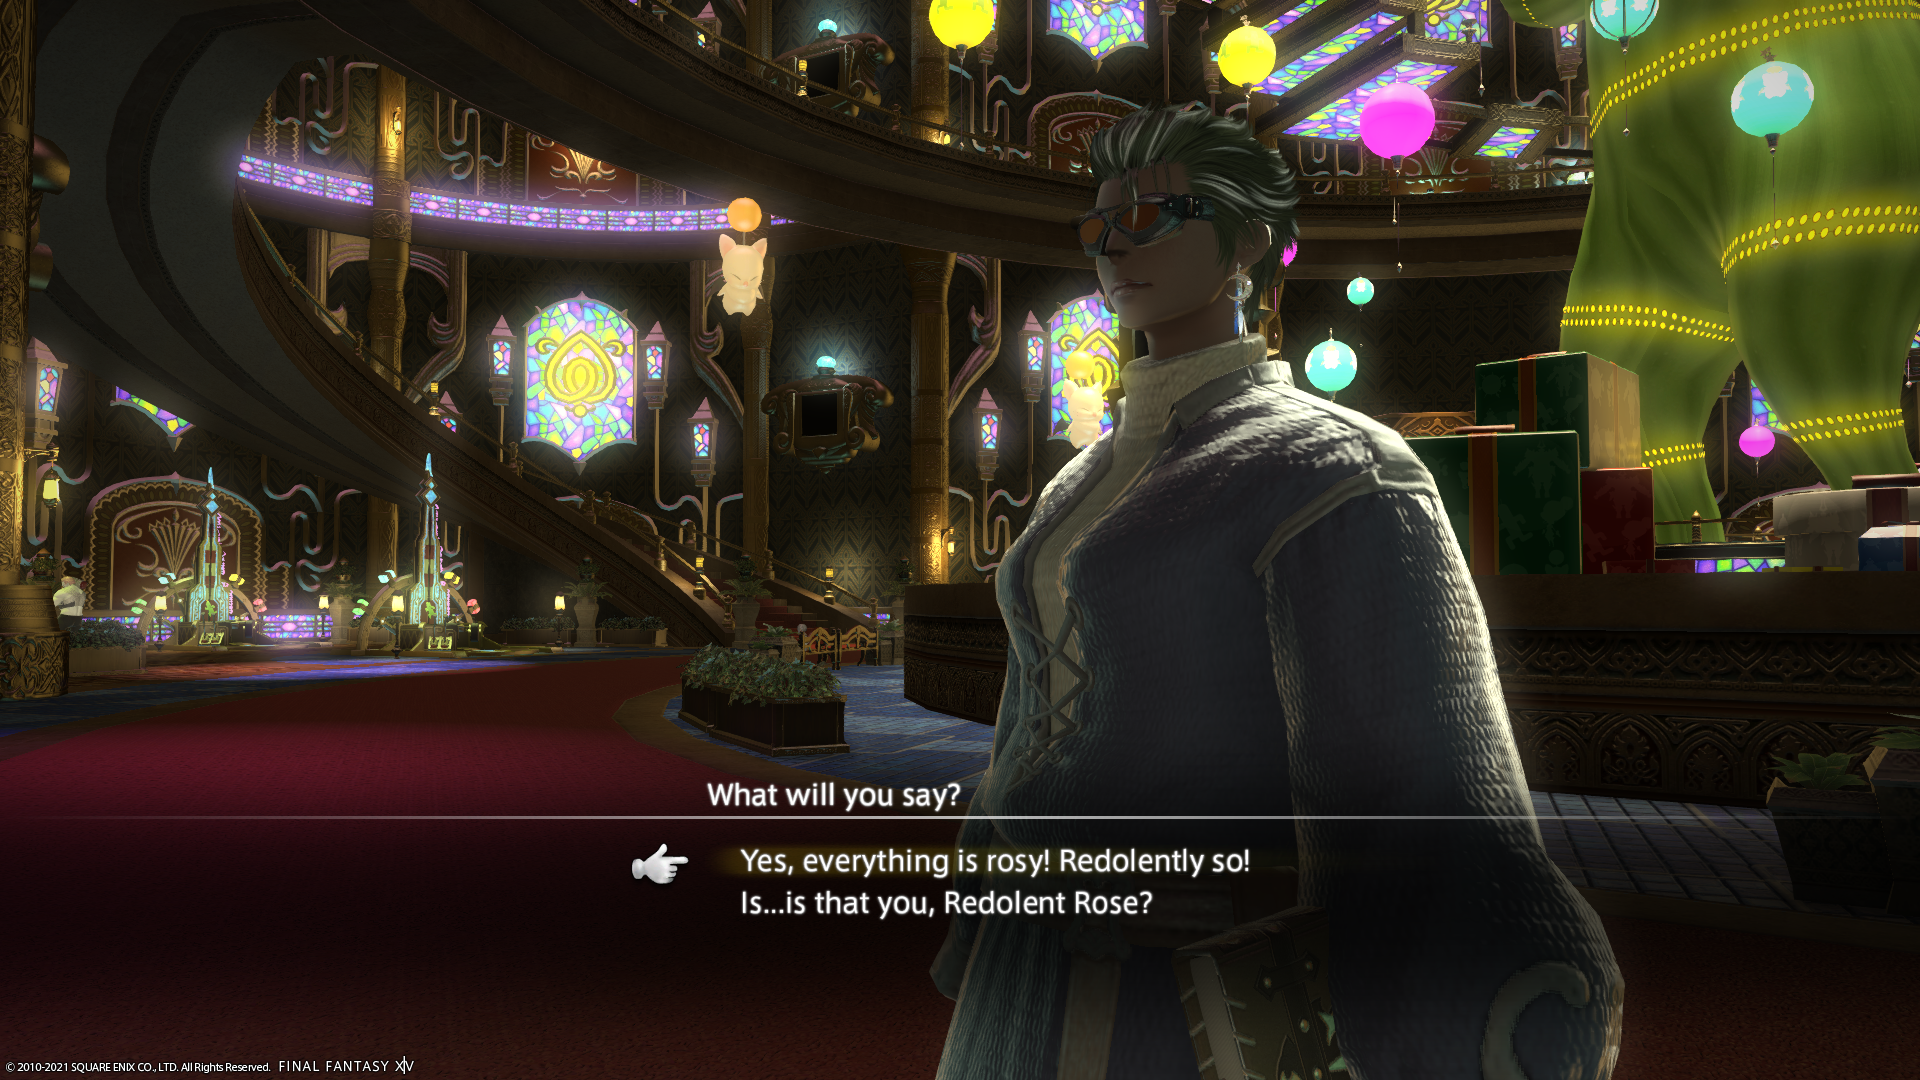 What will you say?
Yes, everything is rosy! Redolently so!
Is...is that you, Redolent Rose?
© 2010-2021 SQUARE ENIX CO., LTD. All Rights Reserved. FINAL FANTASY XIV